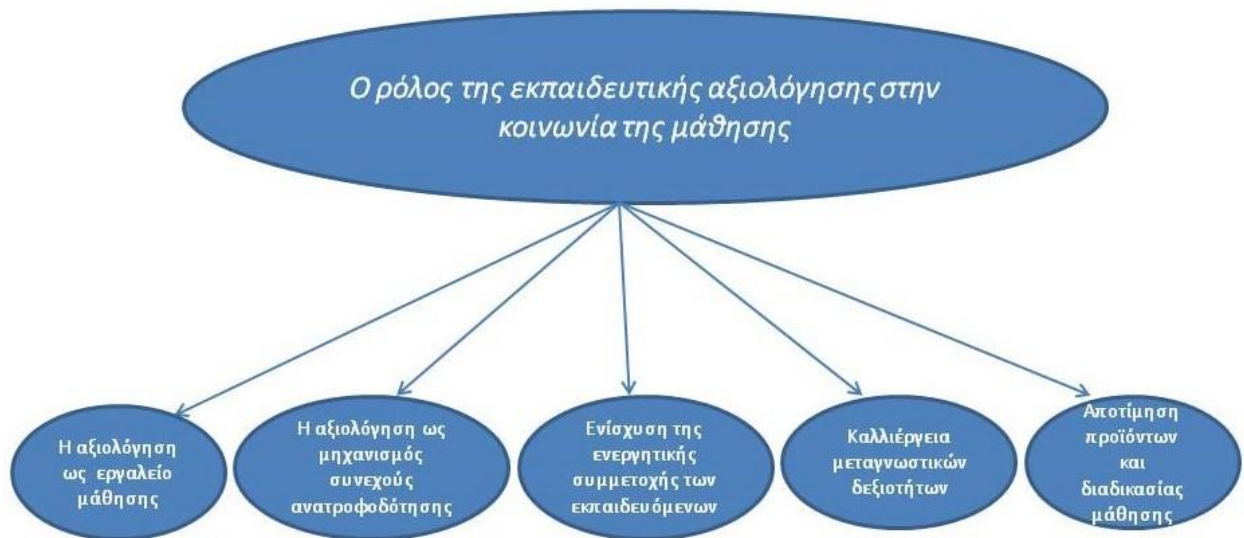 Ο ρόλος της εκπαιδευτικής αξιολόγησης στην
κοινωνία της μάθησης
Η αξιολόγηση
ως εργαλείο
μάθησης
Η αξιολόγηση ως
μηχανισμός
συνεχούς
ανατροφοδότησης
Ενίσχυση της
ενεργητικής
συμμετοχής των
εκπαιδευόμενων
Καλλιέργεια
μεταγνωστικών
δεξιοτήτων
Αποτίμηση
προϊόντων
και
διαδικασίας
μάθησης